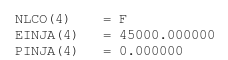 NLCO(4) = F
EINJA(4) = 45000.000000
PINJA(4) = 0.000000